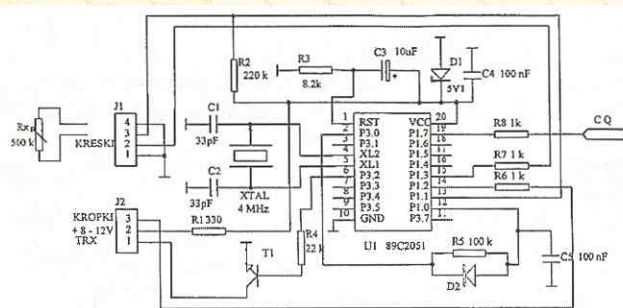 R2
220 k
R3
8.2k
C3
10uF
D1
5V1
C4 100 nF
J1
4
3
2
1
KRESKI
500 k
C1
33pF
C2
33pF
XTAL
4 MHz
1 RST VCC 20
2 P3.0 P1.7 19
3 P3.1 P1.6 18
4 XL2 P1.5 17
5 XL1 P1.4 16
6 P3.2 P1.3 15
7 P3.3 P1.2 14
8 P3.4 P1.1 13
9 P3.5 P1.0 12
10 GND P3.7 11
U1 89C2051
R8 1k
CQ
R7 1k
R6 1k
J2
KROPKI 3
+ 8 - 12V 2
TRX 1
R1 330
R4
22 k
T1
R5 100 k
D2
C5 100 nF